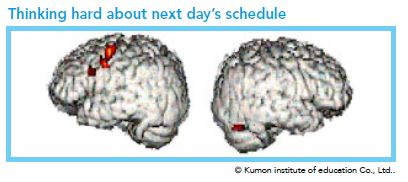 Thinking hard about next day's schedule
© Kumon institute of education Co., Ltd..